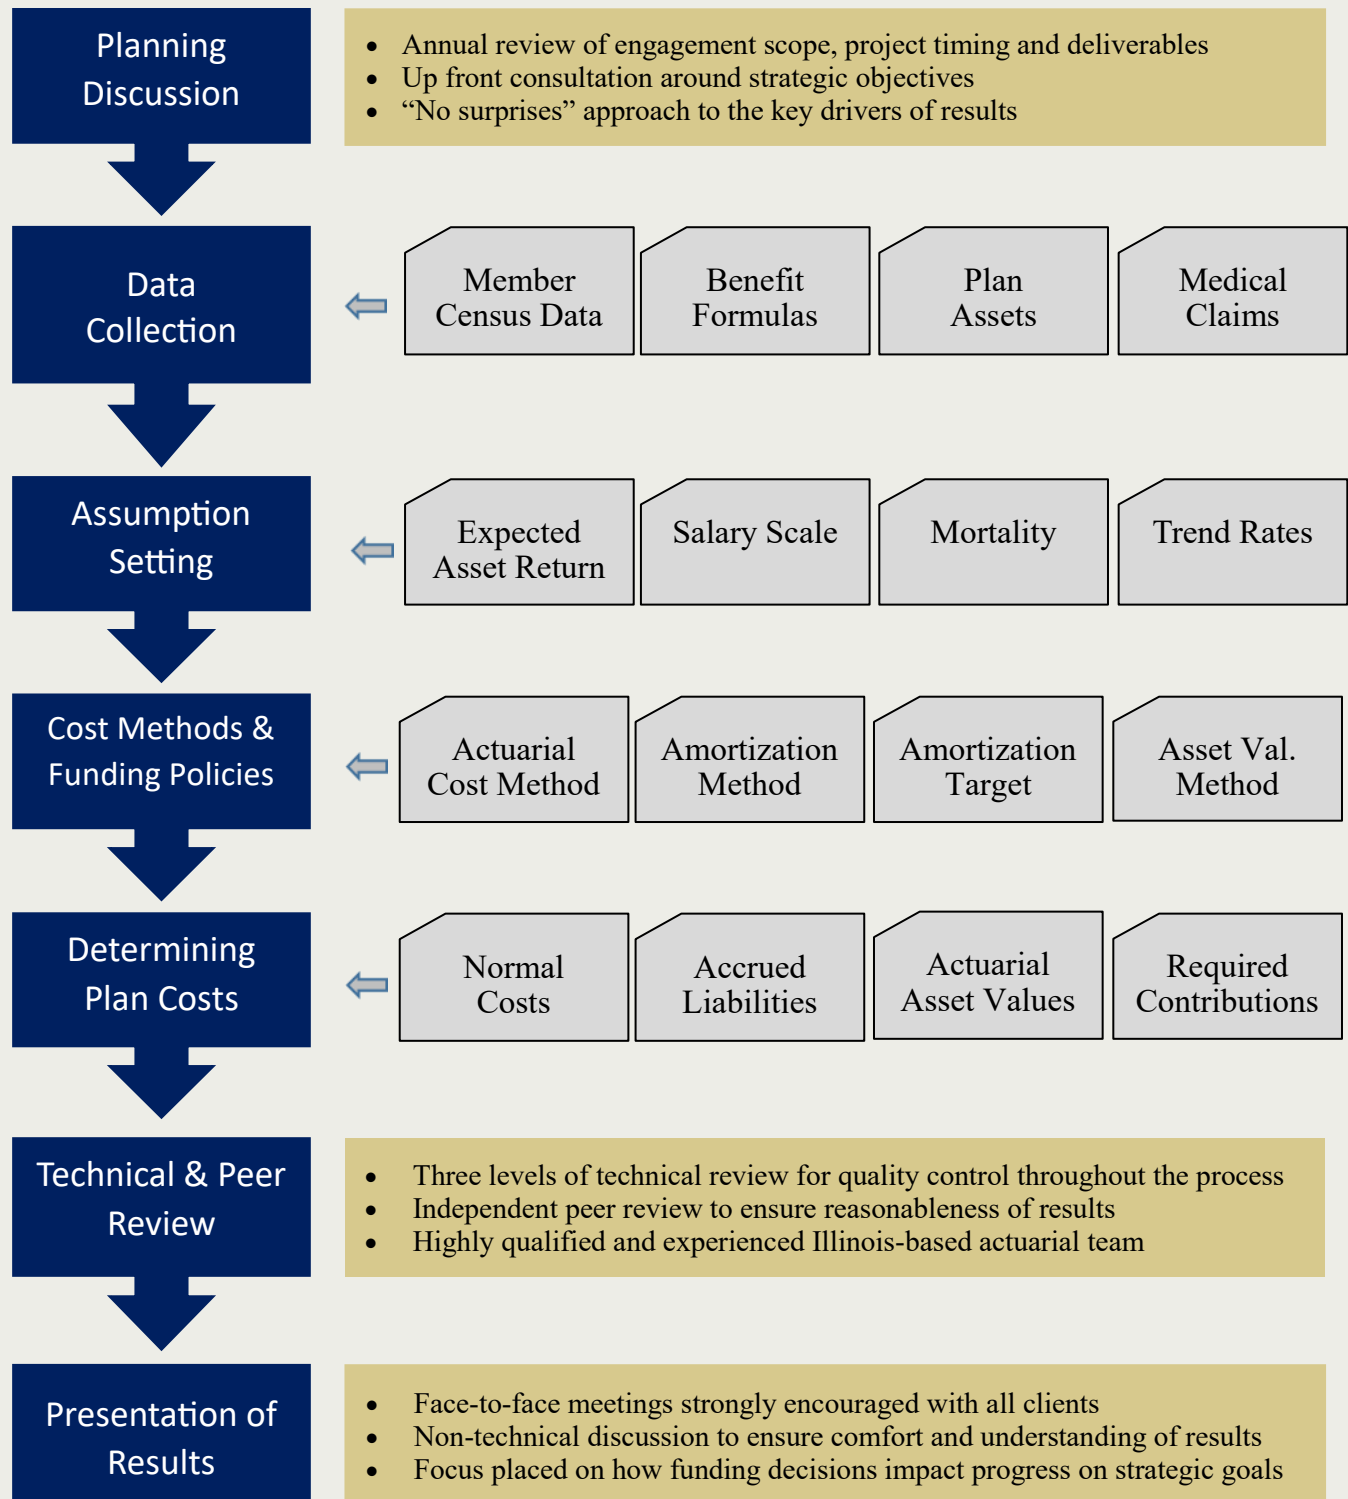 Planning
Discussion
• Annual review of engagement scope, project timing and deliverables
• Up front consultation around strategic objectives
• “No surprises” approach to the key drivers of results
Data
Collection
Member
Census Data
Benefit
Formulas
Plan
Assets
Medical
Claims
Assumption
Setting
Expected
Asset Return
Salary Scale
Mortality
Trend Rates
Cost Methods &
Funding Policies
Actuarial
Cost Method
Amortization
Method
Amortization
Target
Asset Val.
Method
Determining
Plan Costs
Normal
Costs
Accrued
Liabilities
Actuarial
Asset Values
Required
Contributions
Technical & Peer
Review
• Three levels of technical review for quality control throughout the process
• Independent peer review to ensure reasonableness of results
• Highly qualified and experienced Illinois-based actuarial team
Presentation of
Results
• Face-to-face meetings strongly encouraged with all clients
• Non-technical discussion to ensure comfort and understanding of results
• Focus placed on how funding decisions impact progress on strategic goals